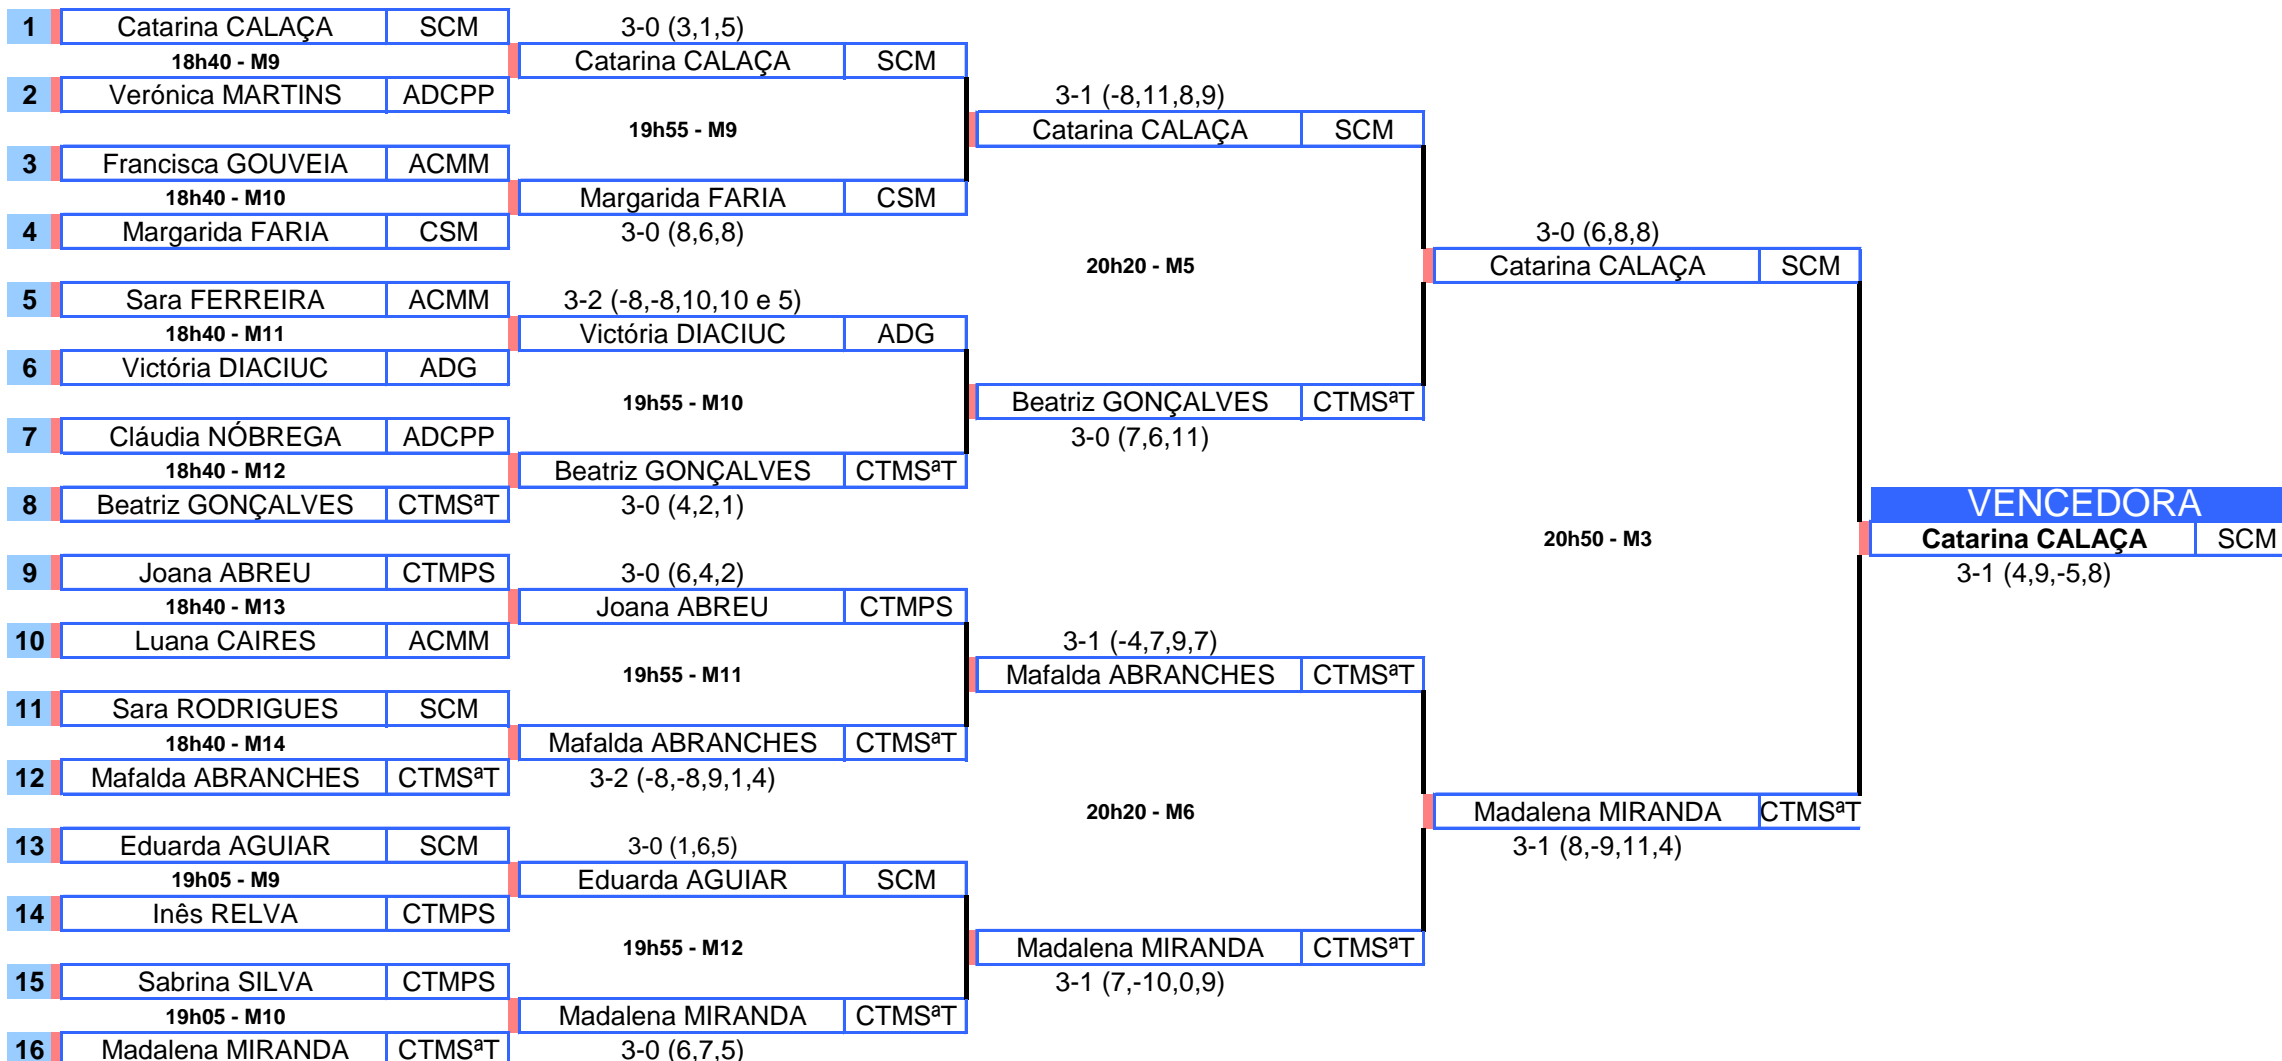 1 Catarina CALAÇA SCM 3-0 (3,1,5)
18h40 - M9 Catarina CALAÇA SCM
2 Verónica MARTINS ADCPP 3-1 (-8,11,8,9)
19h55 - M9 Catarina CALAÇA SCM
3 Francisca GOUVEIA ACMM
18h40 - M10 Margarida FARIA CSM
4 Margarida FARIA CSM 3-0 (8,6,8) 3-0 (6,8,8)
20h20 - M5 Catarina CALAÇA SCM
5 Sara FERREIRA ACMM 3-2 (-8,-8,10,10 e 5)
18h40 - M11 Victória DIACIUC ADG
6 Victória DIACIUC ADG
19h55 - M10 Beatriz GONÇALVES CTMSªT
7 Cláudia NÓBREGA ADCPP 3-0 (7,6,11)
18h40 - M12 Beatriz GONÇALVES CTMSªT
8 Beatriz GONÇALVES CTMSªT 3-0 (4,2,1) VENCEDORA
20h50 - M3 Catarina CALAÇA SCM
9 Joana ABREU CTMPS 3-0 (6,4,2) 3-1 (4,9,-5,8)
18h40 - M13 Joana ABREU CTMPS
10 Luana CAIRES ACMM 3-1 (-4,7,9,7)
19h55 - M11 Mafalda ABRANCHES CTMSªT
11 Sara RODRIGUES SCM
18h40 - M14 Mafalda ABRANCHES CTMSªT
12 Mafalda ABRANCHES CTMSªT 3-2 (-8,-8,9,1,4)
20h20 - M6 Madalena MIRANDA CTMSªT
13 Eduarda AGUIAR SCM 3-0 (1,6,5) 3-1 (8,-9,11,4)
19h05 - M9 Eduarda AGUIAR SCM
14 Inês RELVA CTMPS
19h55 - M12 Madalena MIRANDA CTMSªT
15 Sabrina SILVA CTMPS 3-1 (7,-10,0,9)
19h05 - M10 Madalena MIRANDA CTMSªT
16 Madalena MIRANDA CTMSªT 3-0 (6,7,5)